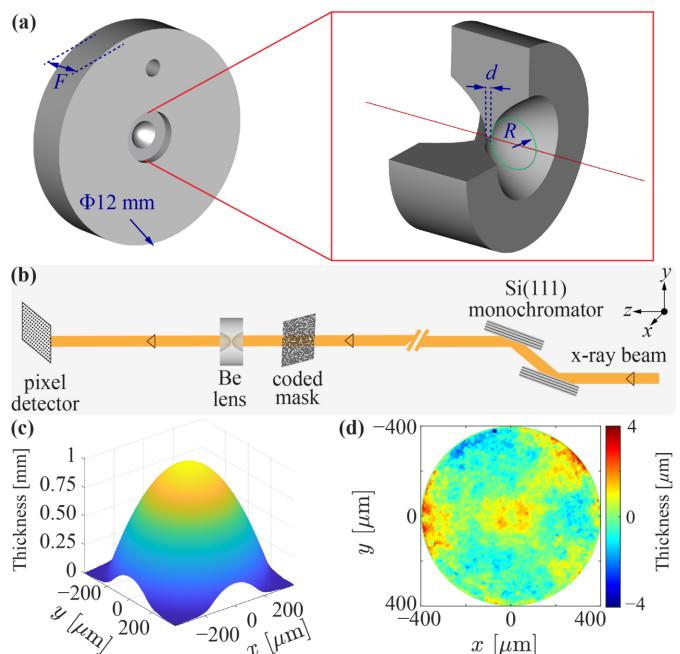 (a)
F
Φ12 mm
d
R
(b)
Si(111)
monochromator
y
z
x
x-ray beam
pixel
detector
Be
lens
coded
mask
(c)
Thickness [mm]
1
0.75
0.5
0.25
0
−200
0
200
y [μm]
−200
0
200
x [μm]
(d)
−400
0
400
y [μm]
−400
0
400
x [μm]
4
2
0
−2
−4
Thickness [μm]